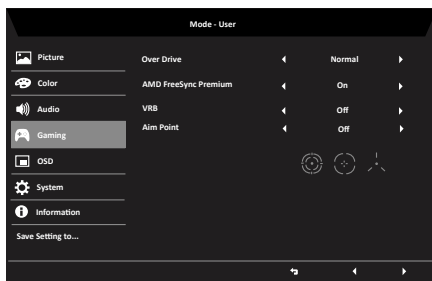 Mode - User
Picture
Over Drive Normal
Color
AMD FreeSync Premium On
Audio
VRB Off
Gaming
Aim Point Off
OSD
System
Information
Save Setting to...